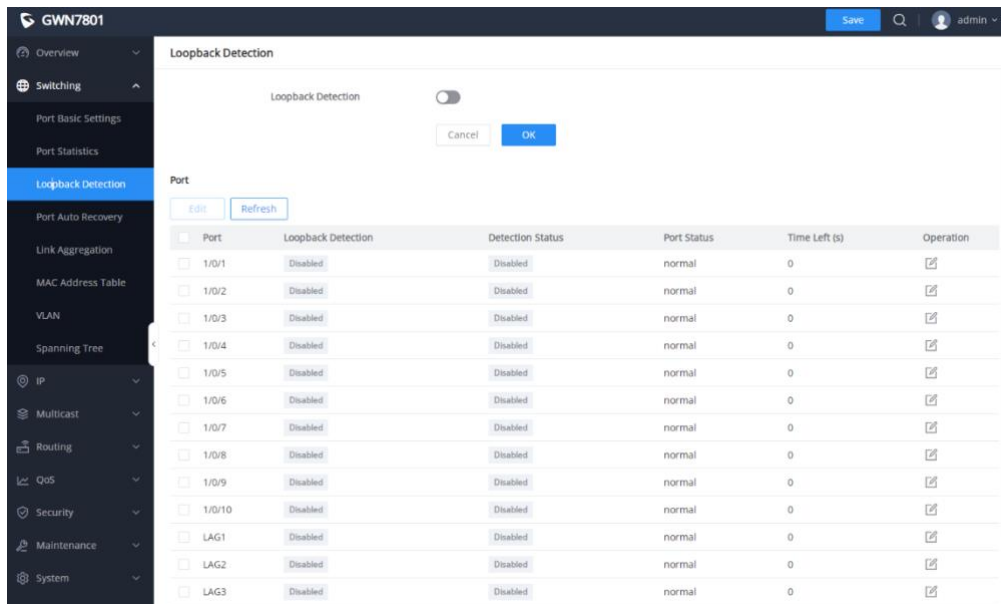 GWN7801
Save
admin
Overview
Switching
Port Basic Settings
Port Statistics
Loopback Detection
Port Auto Recovery
Link Aggregation
MAC Address Table
VLAN
Spanning Tree
IP
Multicast
Routing
QoS
Security
Maintenance
System
Loopback Detection
Loopback Detection
Cancel OK
Port
Edit Refresh
Port Loopback Detection Detection Status Port Status Time Left (s) Operation
1/0/1 Disabled Disabled normal 0
1/0/2 Disabled Disabled normal 0
1/0/3 Disabled Disabled normal 0
1/0/4 Disabled Disabled normal 0
1/0/5 Disabled Disabled normal 0
1/0/6 Disabled Disabled normal 0
1/0/7 Disabled Disabled normal 0
1/0/8 Disabled Disabled normal 0
1/0/9 Disabled Disabled normal 0
1/0/10 Disabled Disabled normal 0
LAG1 Disabled Disabled normal 0
LAG2 Disabled Disabled normal 0
LAG3 Disabled Disabled normal 0